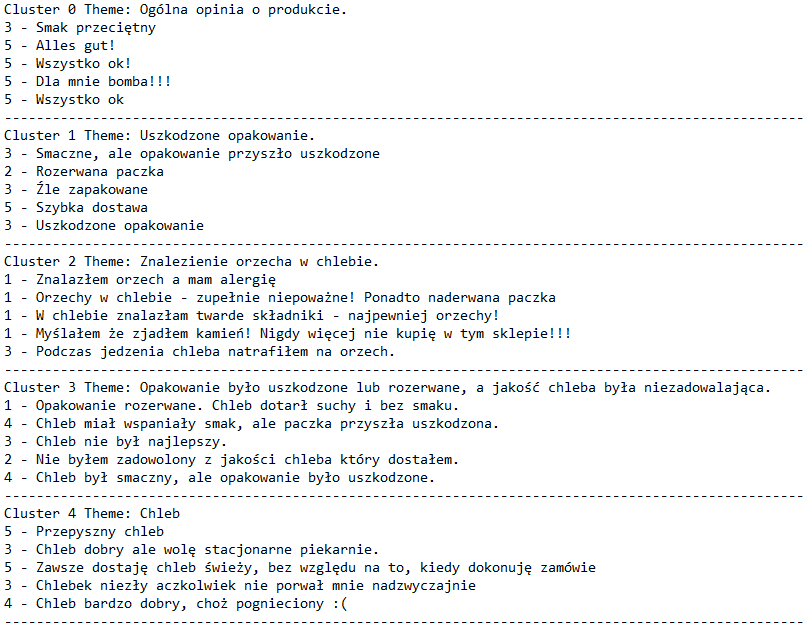 Cluster 0 Theme: Ogólna opinia o produkcie.
3 - Smak przeciętny
5 - Alles gut!
5 - Wszystko ok!
5 - Dla mnie bomba!!!
5 - Wszystko ok
----------------------------------------------------------------------------------------------------
Cluster 1 Theme: Uszkodzone opakowanie.
3 - Smaczne, ale opakowanie przyszło uszkodzone
2 - Rozerwana paczka
3 - Źle zapakowane
5 - Szybka dostawa
3 - Uszkodzone opakowanie
----------------------------------------------------------------------------------------------------
Cluster 2 Theme: Znalezienie orzecha w chlebie.
1 - Znalazłem orzech a mam alergię
1 - Orzechy w chlebie - zupełnie niepoważne! Ponadto naderwana paczka
1 - W chlebie znalazłam twarde składniki - najpewniej orzechy!
1 - Myślałem że zjadłem kamień! Nigdy więcej nie kupię w tym sklepie!!!
3 - Podczas jedzenia chleba natrafiłem na orzech.
----------------------------------------------------------------------------------------------------
Cluster 3 Theme: Opakowanie było uszkodzone lub rozerwane, a jakość chleba była niezadowalająca.
1 - Opakowanie rozerwane. Chleb dotarł suchy i bez smaku.
4 - Chleb miał wspaniały smak, ale paczka przyszła uszkodzona.
3 - Chleb nie był najlepszy.
2 - Nie byłem zadowolony z jakości chleba który dostałem.
4 - Chleb był smaczny, ale opakowanie było uszkodzone.
----------------------------------------------------------------------------------------------------
Cluster 4 Theme: Chleb
5 - Przepyszny chleb
3 - Chleb dobry ale wolę stacjonarne piekarnie.
5 - Zawsze dostaję chleb świeży, bez względu na to, kiedy dokonuję zamówie
3 - Chlebek niezły aczkolwiek nie porwał mnie nadzwyczajnie
4 - Chleb bardzo dobry, choż pognieciony :(
----------------------------------------------------------------------------------------------------